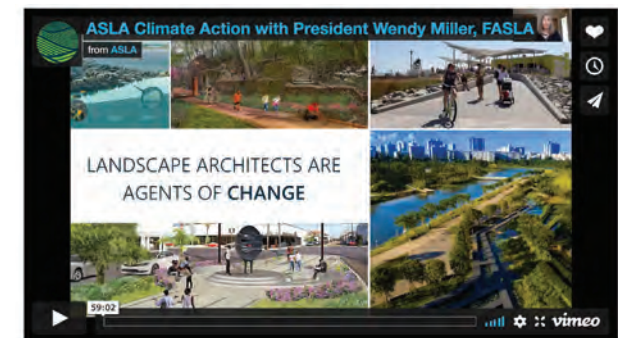 ASLA Climate Action with President Wendy Miller, FASLA
from ASLA
LANDSCAPE ARCHITECTS ARE
AGENTS OF CHANGE
59:02
vimeo